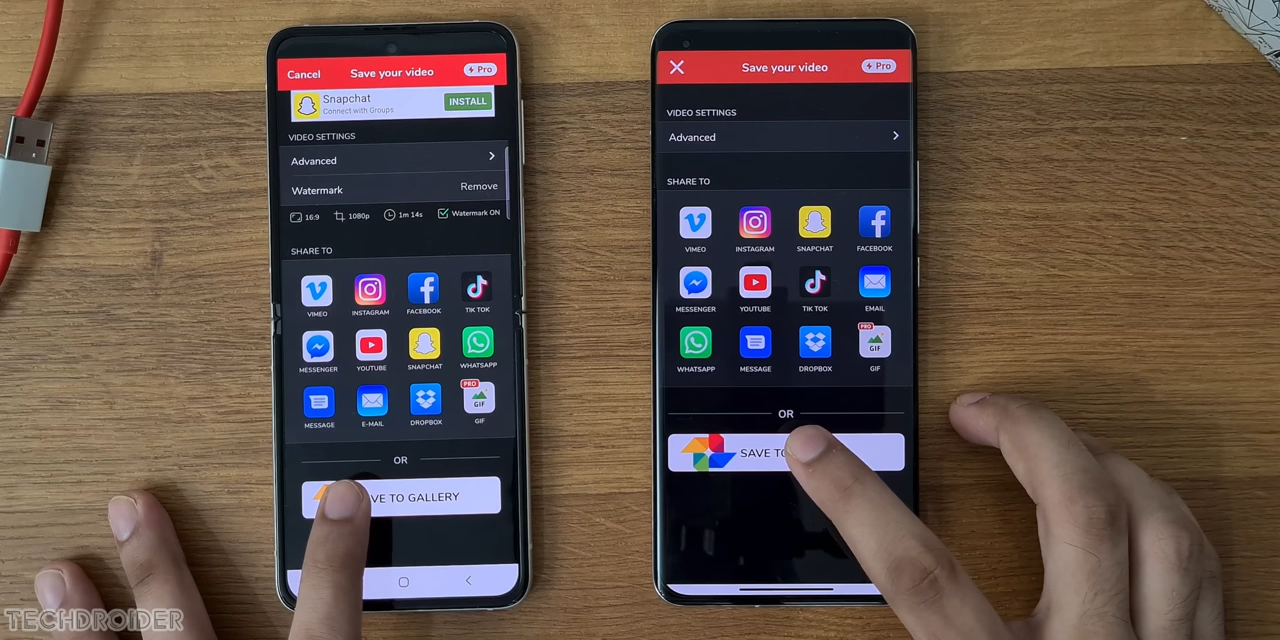 Cancel
Save your video
Pro
Snapchat
Connect with Groups
INSTALL
VIDEO SETTINGS
Advanced
Watermark
Remove
16:9
1080p
1m 14s
Watermark ON
SHARE TO
VIMEO
INSTAGRAM
FACEBOOK
TIK TOK
MESSENGER
YOUTUBE
SNAPCHAT
WHATSAPP
MESSAGE
E-MAIL
DROPBOX
PRO
GIF
GIF
OR
VE TO GALLERY
Save your video
Pro
VIDEO SETTINGS
Advanced
SHARE TO
VIMEO
INSTAGRAM
SNAPCHAT
FACEBOOK
MESSENGER
YOUTUBE
TIK TOK
EMAIL
WHATSAPP
MESSAGE
DROPBOX
PRO
GIF
GIF
OR
SAVE TO
TECHDROIDER